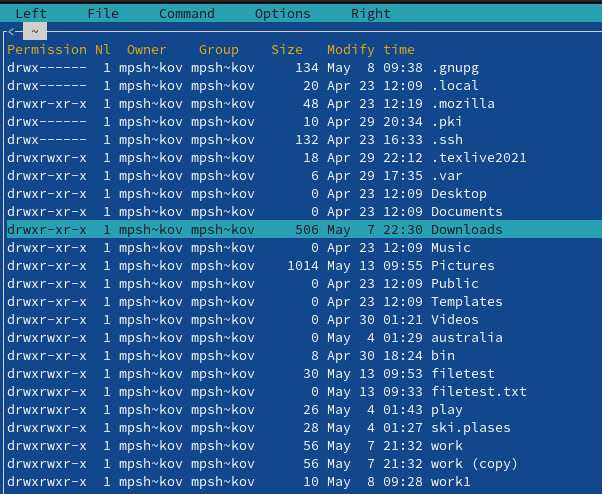 Left File Command Options Right
<- ~
Permission Nl Owner Group Size Modify time
drwx------ 1 mpsh~kov mpsh~kov 134 May 8 09:38 .gnupg
drwx------ 1 mpsh~kov mpsh~kov 20 Apr 23 12:09 .local
drwxr-xr-x 1 mpsh~kov mpsh~kov 48 Apr 23 12:19 .mozilla
drwx------ 1 mpsh~kov mpsh~kov 10 Apr 29 20:34 .pki
drwx------ 1 mpsh~kov mpsh~kov 132 Apr 23 16:33 .ssh
drwxrwxr-x 1 mpsh~kov mpsh~kov 18 Apr 29 22:12 .texlive2021
drwxr-xr-x 1 mpsh~kov mpsh~kov 6 Apr 29 17:35 .var
drwxr-xr-x 1 mpsh~kov mpsh~kov 0 Apr 23 12:09 Desktop
drwxr-xr-x 1 mpsh~kov mpsh~kov 0 Apr 23 12:09 Documents
drwxr-xr-x 1 mpsh~kov mpsh~kov 506 May 7 22:30 Downloads
drwxr-xr-x 1 mpsh~kov mpsh~kov 0 Apr 23 12:09 Music
drwxr-xr-x 1 mpsh~kov mpsh~kov 1014 May 13 09:55 Pictures
drwxr-xr-x 1 mpsh~kov mpsh~kov 0 Apr 23 12:09 Public
drwxr-xr-x 1 mpsh~kov mpsh~kov 0 Apr 23 12:09 Templates
drwxr-xr-x 1 mpsh~kov mpsh~kov 0 Apr 30 01:21 Videos
drwxrwxr-x 1 mpsh~kov mpsh~kov 0 May 4 01:29 australia
drwxr-xr-x 1 mpsh~kov mpsh~kov 8 Apr 30 18:24 bin
drwxrwxr-x 1 mpsh~kov mpsh~kov 30 May 13 09:53 filetest
drwxrwxr-x 1 mpsh~kov mpsh~kov 0 May 13 09:33 filetest.txt
drwxrwxr-x 1 mpsh~kov mpsh~kov 26 May 4 01:43 play
drwxrwxr-x 1 mpsh~kov mpsh~kov 28 May 4 01:27 ski.plases
drwxrwxr-x 1 mpsh~kov mpsh~kov 56 May 7 21:32 work
drwxrwxr-x 1 mpsh~kov mpsh~kov 56 May 7 21:32 work (copy)
drwxrwxr-x 1 mpsh~kov mpsh~kov 10 May 8 09:28 work1